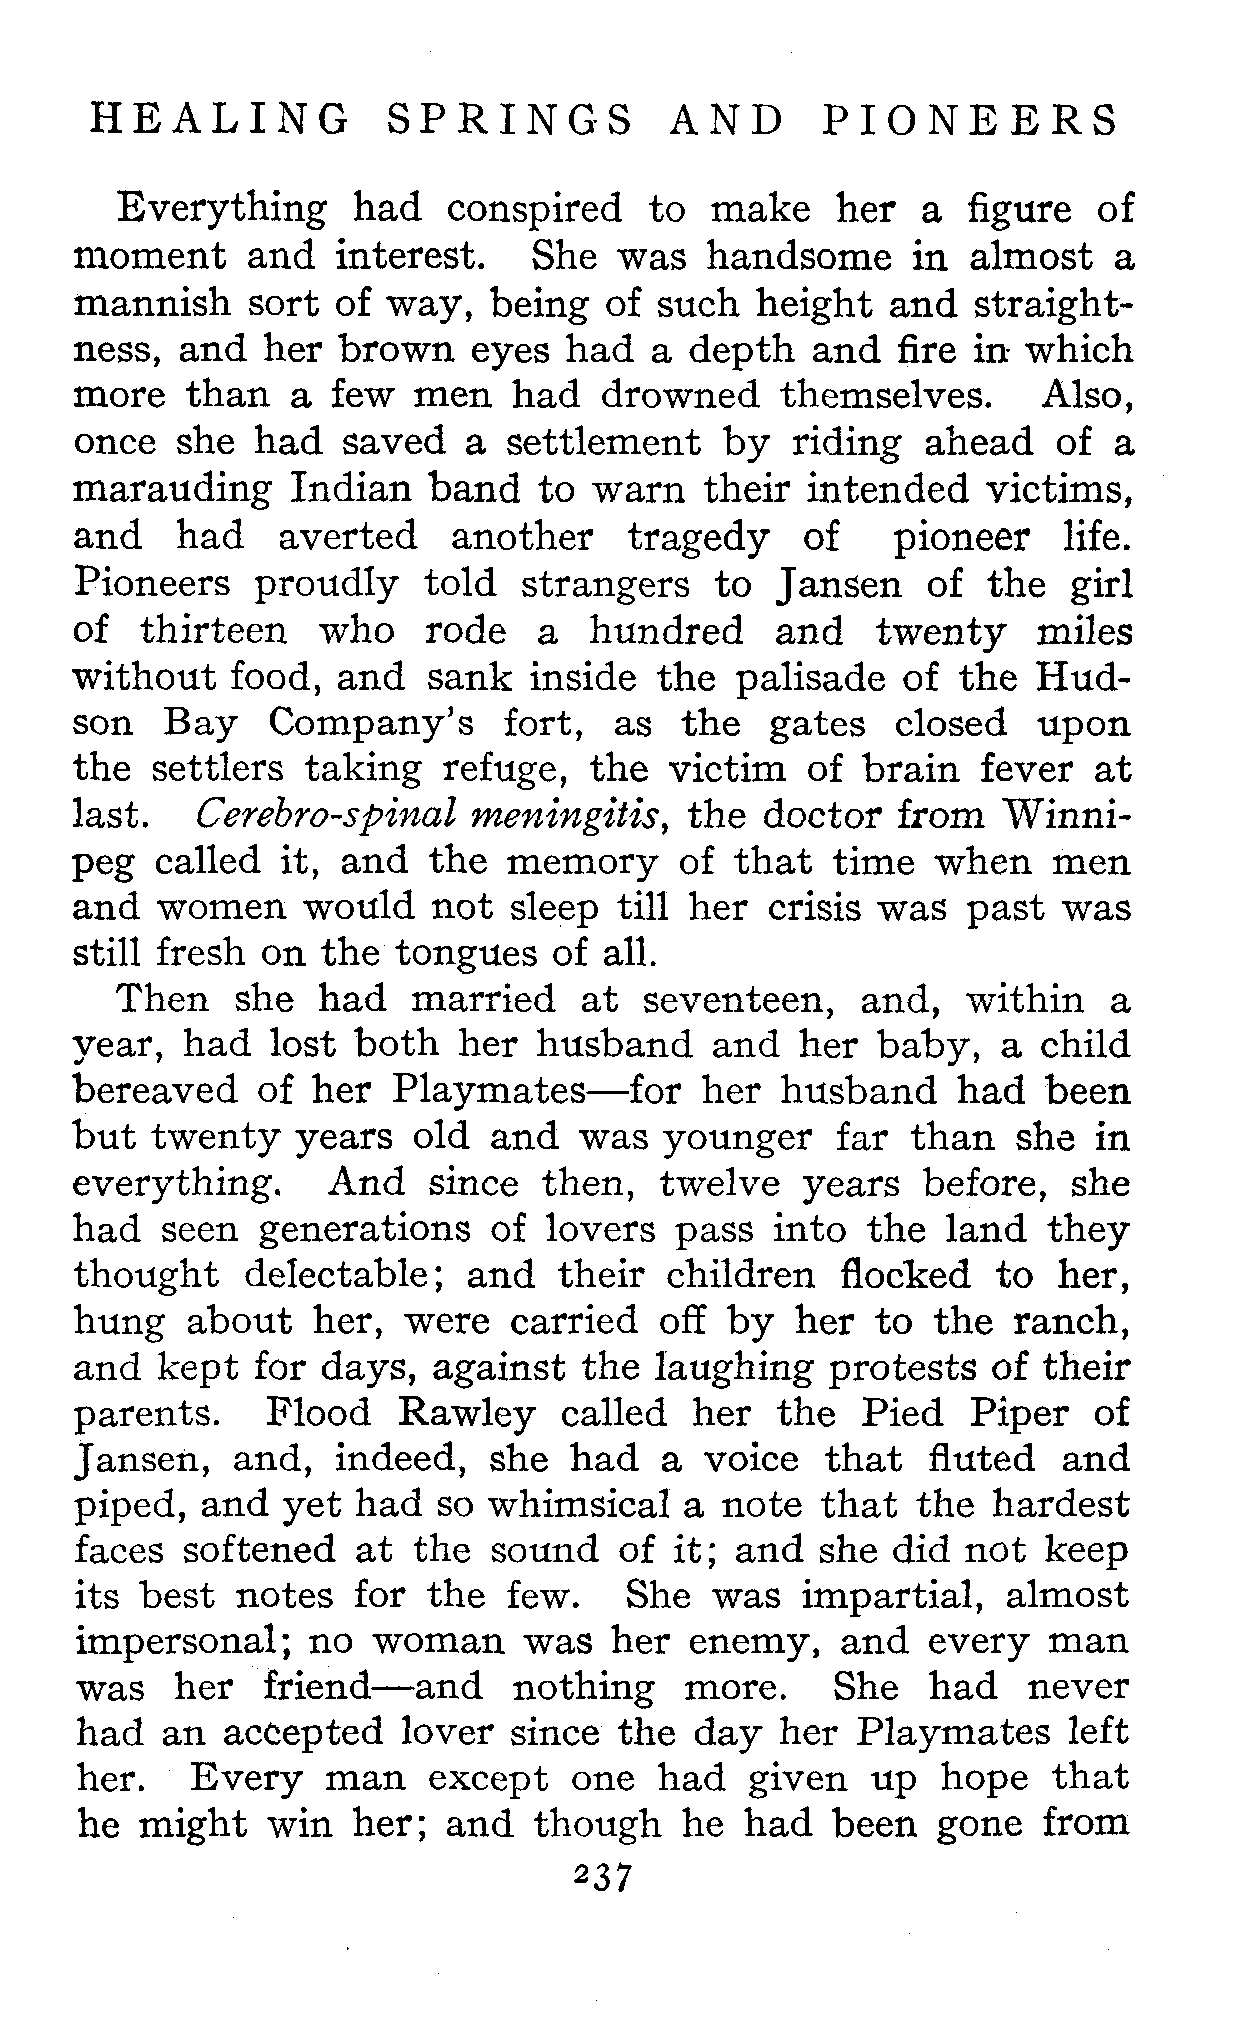 HEALING SPRINGS AND PIONEERS
Everything had conspired to make her a figure of
moment and interest. She was handsome in almost a
mannish sort of way, being of such height and straight-
ness, and her brown eyes had a depth and fire in which
more than a few men had drowned themselves. Also,
once she had saved a settlement by riding ahead of a
marauding Indian band to warn their intended victims,
and had averted another tragedy of pioneer life.
Pioneers proudly told strangers to Jansen of the girl
of thirteen who rode a hundred and twenty miles
without food, and sank inside the palisade of the Hud-
son Bay Company's fort, as the gates closed upon
the settlers taking refuge, the victim of brain fever at
last. Cerebro-spinal meningitis, the doctor from Winni-
peg called it, and the memory of that time when men
and women would not sleep till her crisis was past was
still fresh on the tongues of all.
Then she had married at seventeen, and, within a
year, had lost both her husband and her baby, a child
bereaved of her Playmates—for her husband had been
but twenty years old and was younger far than she in
everything. And since then, twelve years before, she
had seen generations of lovers pass into the land they
thought delectable; and their children flocked to her,
hung about her, were carried off by her to the ranch,
and kept for days, against the laughing protests of their
parents. Flood Rawley called her the Pied Piper of
Jansen, and, indeed, she had a voice that fluted and
piped, and yet had so whimsical a note that the hardest
faces softened at the sound of it; and she did not keep
its best notes for the few. She was impartial, almost
impersonal; no woman was her enemy, and every man
was her friend—and nothing more. She had never
had an accepted lover since the day her Playmates left
her. Every man except one had given up hope that
he might win her; and though he had been gone from
237